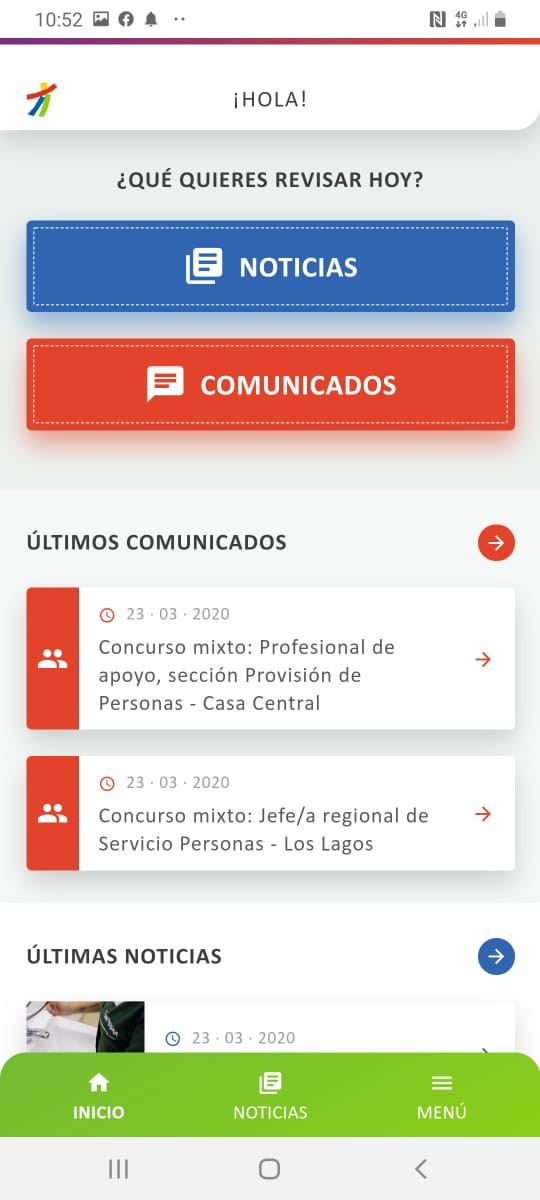 10:52
4G
¡HOLA!
¿QUÉ QUIERES REVISAR HOY?
NOTICIAS
COMUNICADOS
ÚLTIMOS COMUNICADOS
23 · 03 · 2020
Concurso mixto: Profesional de
apoyo, sección Provisión de
Personas - Casa Central
23 · 03 · 2020
Concurso mixto: Jefe/a regional de
Servicio Personas - Los Lagos
ÚLTIMAS NOTICIAS
23 · 03 · 2020
INICIO
NOTICIAS
MENÚ